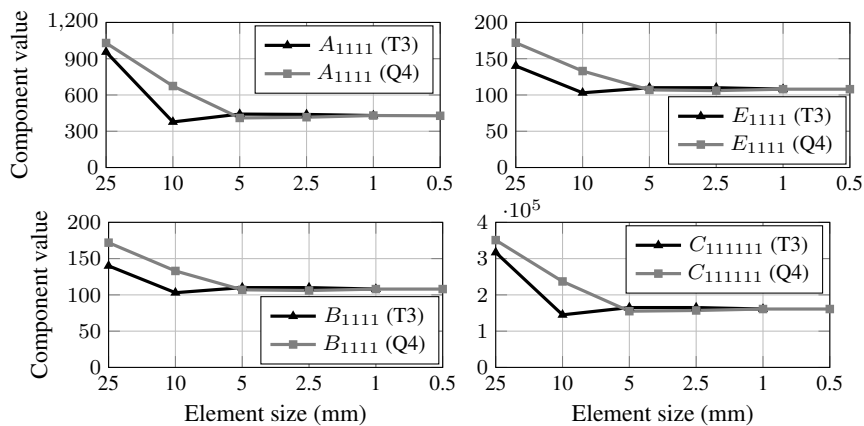 1,200
900
600
300
0
Component value
A1111 (T3)
A1111 (Q4)
25 10 5 2.5 1 0.5
200
150
100
50
0
E1111 (T3)
E1111 (Q4)
25 10 5 2.5 1 0.5
200
150
100
50
0
Component value
B1111 (T3)
B1111 (Q4)
25 10 5 2.5 1 0.5
Element size (mm)
·10⁵
4
3
2
1
0
C111111 (T3)
C111111 (Q4)
25 10 5 2.5 1 0.5
Element size (mm)